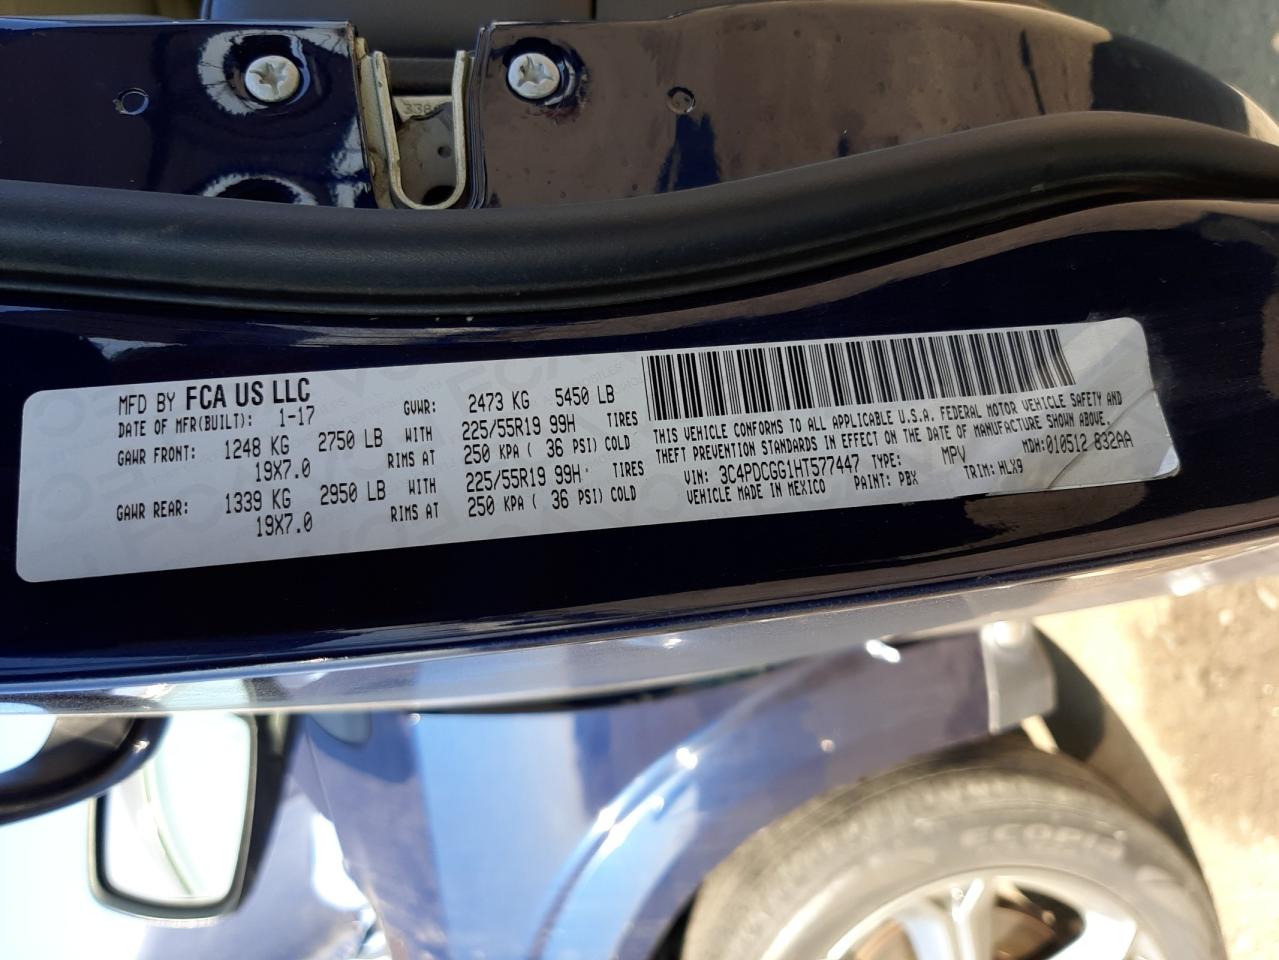 MFD BY FCA US LLC
DATE OF MFR(BUILT): 1-17 GVWR: 2473 KG 5450 LB
GAWR FRONT: 1248 KG 2750 LB WITH 225/55R19 99H TIRES
19X7.0 RIMS AT 250 KPA ( 36 PSI) COLD
GAWR REAR: 1339 KG 2950 LB WITH 225/55R19 99H TIRES
19X7.0 RIMS AT 250 KPA ( 36 PSI) COLD
THIS VEHICLE CONFORMS TO ALL APPLICABLE U.S.A. FEDERAL MOTOR VEHICLE SAFETY AND
THEFT PREVENTION STANDARDS IN EFFECT ON THE DATE OF MANUFACTURE SHOWN ABOVE.
VIN: 3C4PDCGG1HT577447 TYPE: MPV MDH: 010512 832AA
VEHICLE MADE IN MEXICO PAINT: PBX TRIM: HLX9
ECOPIA